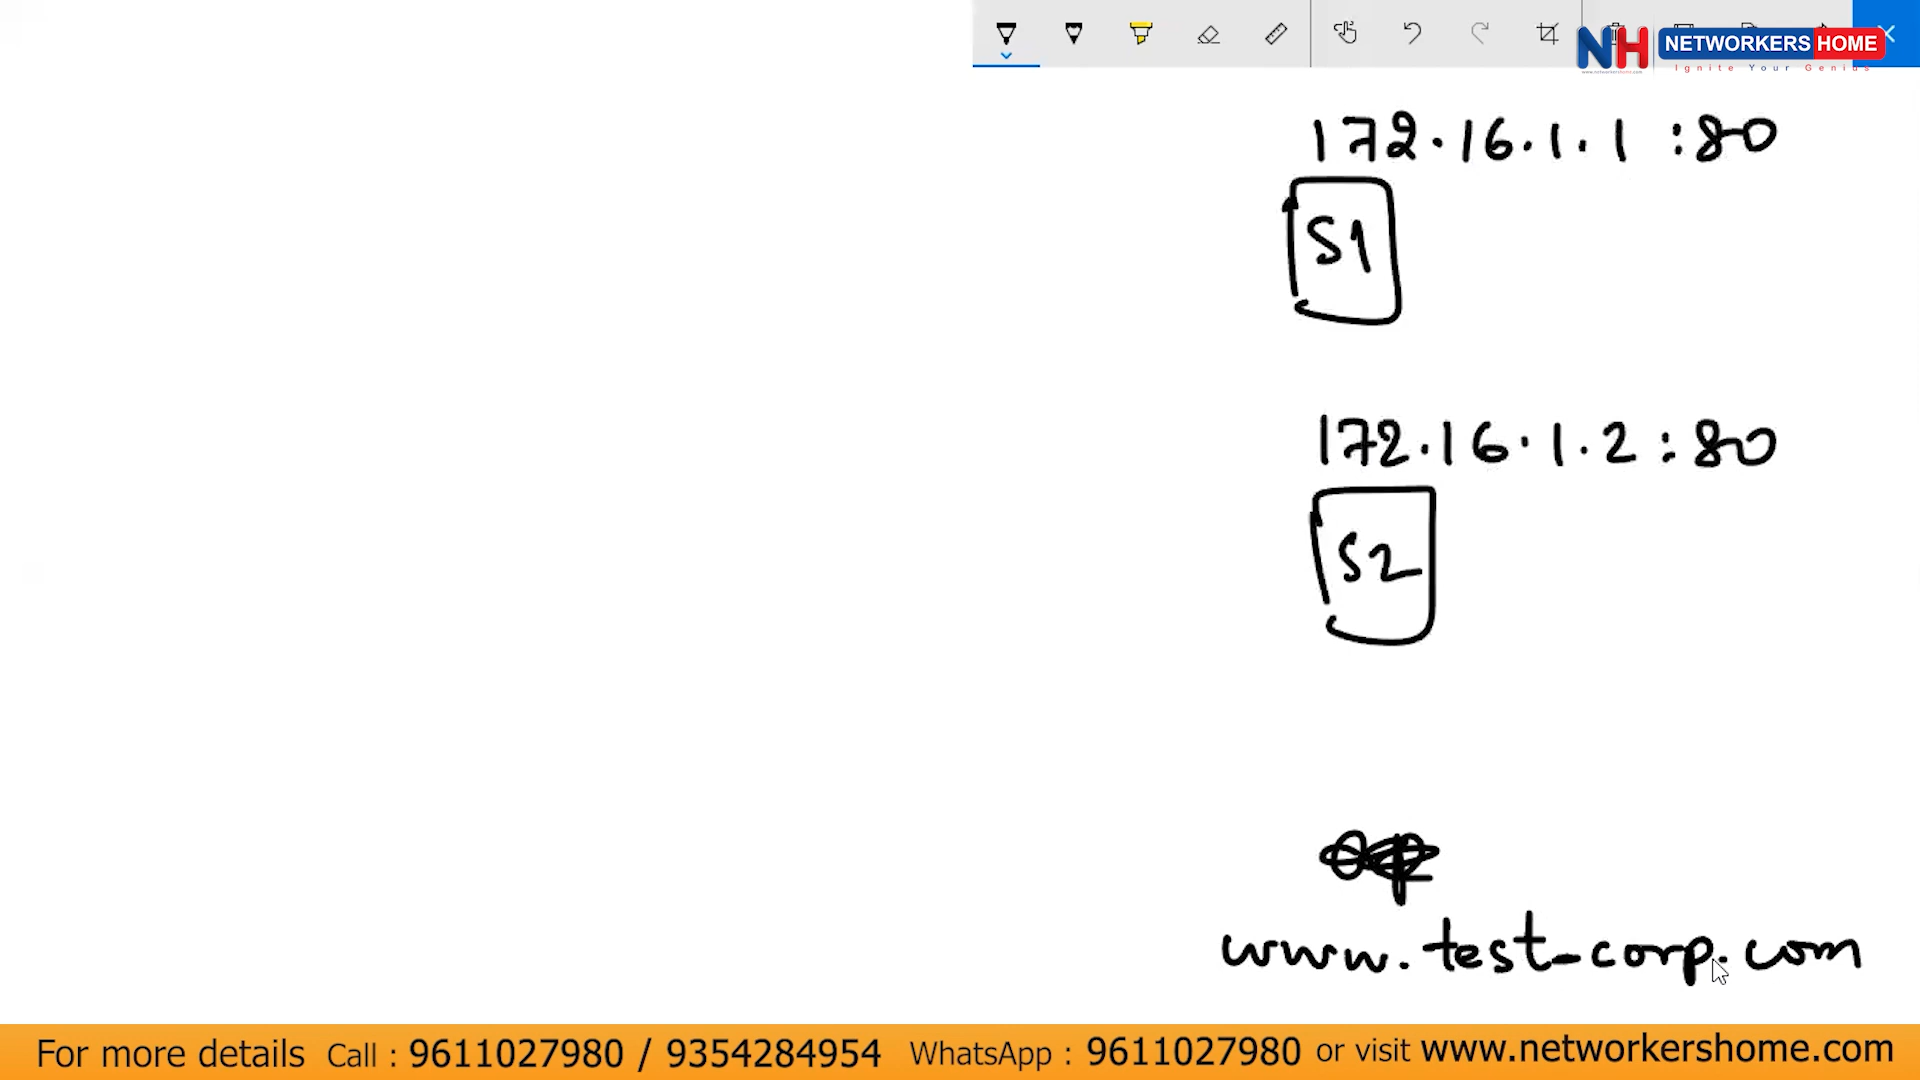 NH NETWORKERS HOME
Ignite Your Genius
172.16.1.1 :80
S1
172.16.1.2:80
S2
www.test-corp.com
For more details Call : 9611027980 / 9354284954 WhatsApp : 9611027980 or visit www.networkershome.com